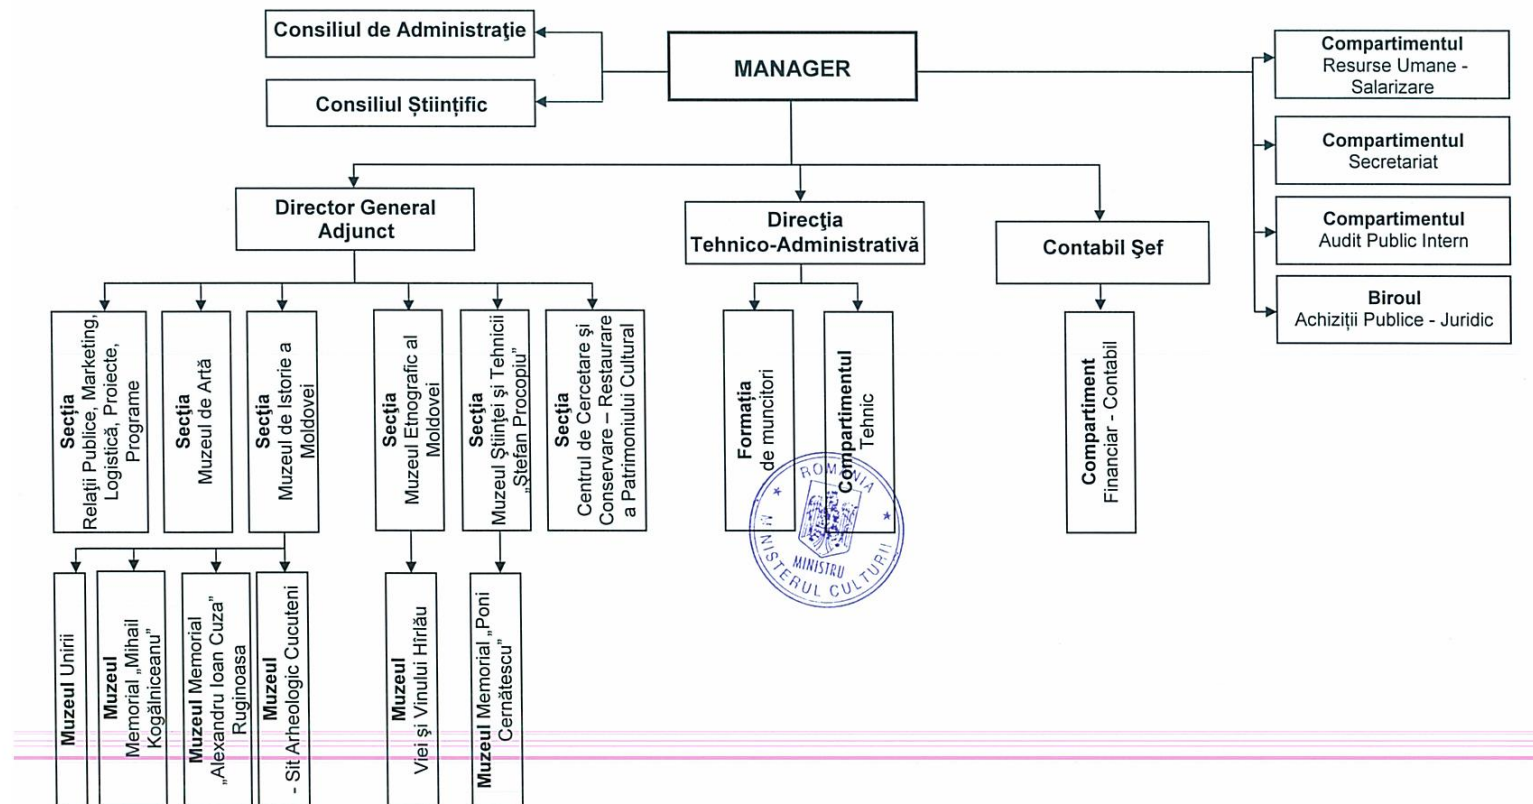 Consiliul de Administraţie
Consiliul Științific
MANAGER
Compartimentul
Resurse Umane -
Salarizare
Compartimentul
Secretariat
Compartimentul
Audit Public Intern
Biroul
Achiziții Publice - Juridic
Director General
Adjunct
Direcţia
Tehnico-Administrativă
Contabil Şef
Secția
Relaţii Publice, Marketing,
Logistică, Proiecte,
Programe
Secţia
Muzeul de Artă
Secţia
Muzeul de Istorie a
Moldovei
Secţia
Muzeul Etnografic al
Moldovei
Secţia
Muzeul Ştiinţei şi Tehnicii
„Ştefan Procopiu”
Secţia
Centrul de Cercetare şi
Conservare – Restaurare
a Patrimoniului Cultural
Formația
de muncitori
Compartimentul
Tehnic
Compartiment
Financiar - Contabil
Muzeul Unirii
Muzeul
Memorial „Mihail
Kogălniceanu”
Muzeul Memorial
„Alexandru Ioan Cuza”
Ruginoasa
Muzeul
- Sit Arheologic Cucuteni
Muzeul
Viei şi Vinului Hîrlău
Muzeul Memorial „Poni
Cernătescu”
ROMÂNIA
MINISTERUL CULTURII
MINISTRU